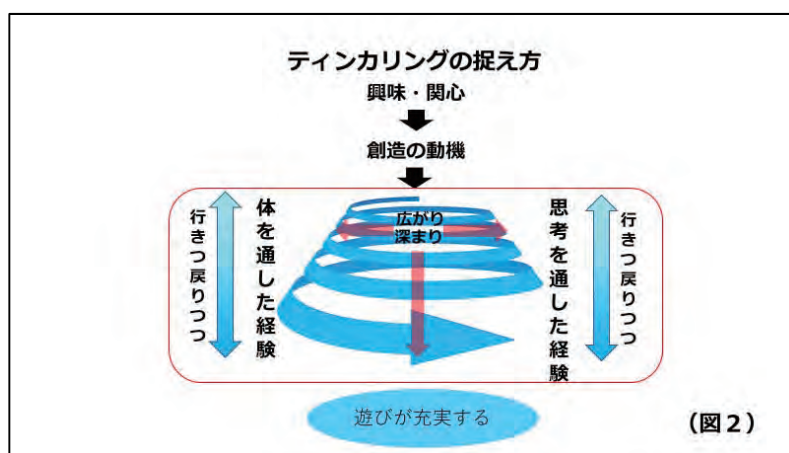 ティンカリングの捉え方
興味・関心
創造の動機
行きつ戻りつつ
体を通した経験
広がり
深まり
思考を通した経験
行きつ戻りつつ
遊びが充実する
(図2)